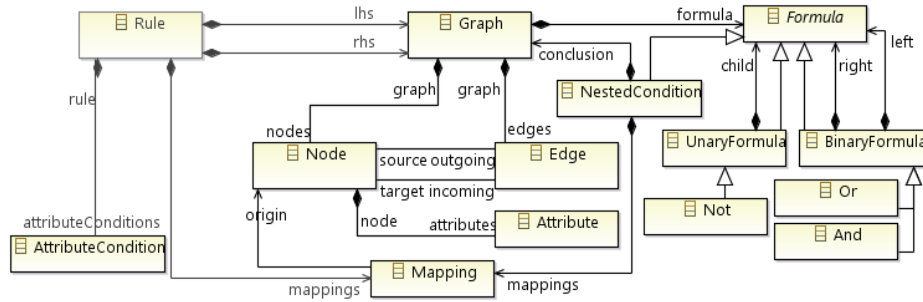 Rule
lhs
rhs
Graph
formula
Formula
conclusion
child
right
left
rule
graph
graph
NestedCondition
nodes
edges
UnaryFormula
BinaryFormula
Node
source outgoing
Edge
target incoming
Or
Not
And
origin
node
attributes
Attribute
attributeConditions
AttributeCondition
mappings
Mapping
mappings